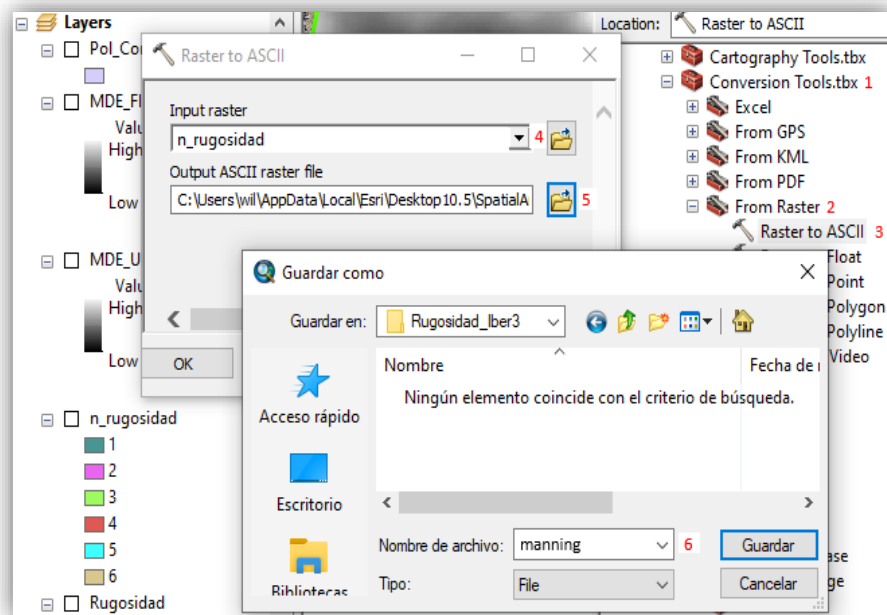 Layers
Pol_Co
MDE_Fl
Valu
High
Low
MDE_U
Valu
High
Low
n_rugosidad
1
2
3
4
5
6
Rugosidad
Raster to ASCII
Input raster
n_rugosidad 4
Output ASCII raster file
C:\Users\wil\AppData\Local\Esri\Desktop10.5\SpatialA 5
OK
Location: Raster to ASCII
Cartography Tools.tbx
Conversion Tools.tbx 1
Excel
From GPS
From KML
From PDF
From Raster 2
Raster to ASCII 3
Float
Point
Polygon
Polyline
Video
Guardar como
Guardar en: Rugosidad_Iber3
Acceso rápido
Escritorio
Bibliotecas
Nombre Fecha de
Ningún elemento coincide con el criterio de búsqueda.
Nombre de archivo: manning 6 Guardar
Tipo: File Cancelar
ase
ge